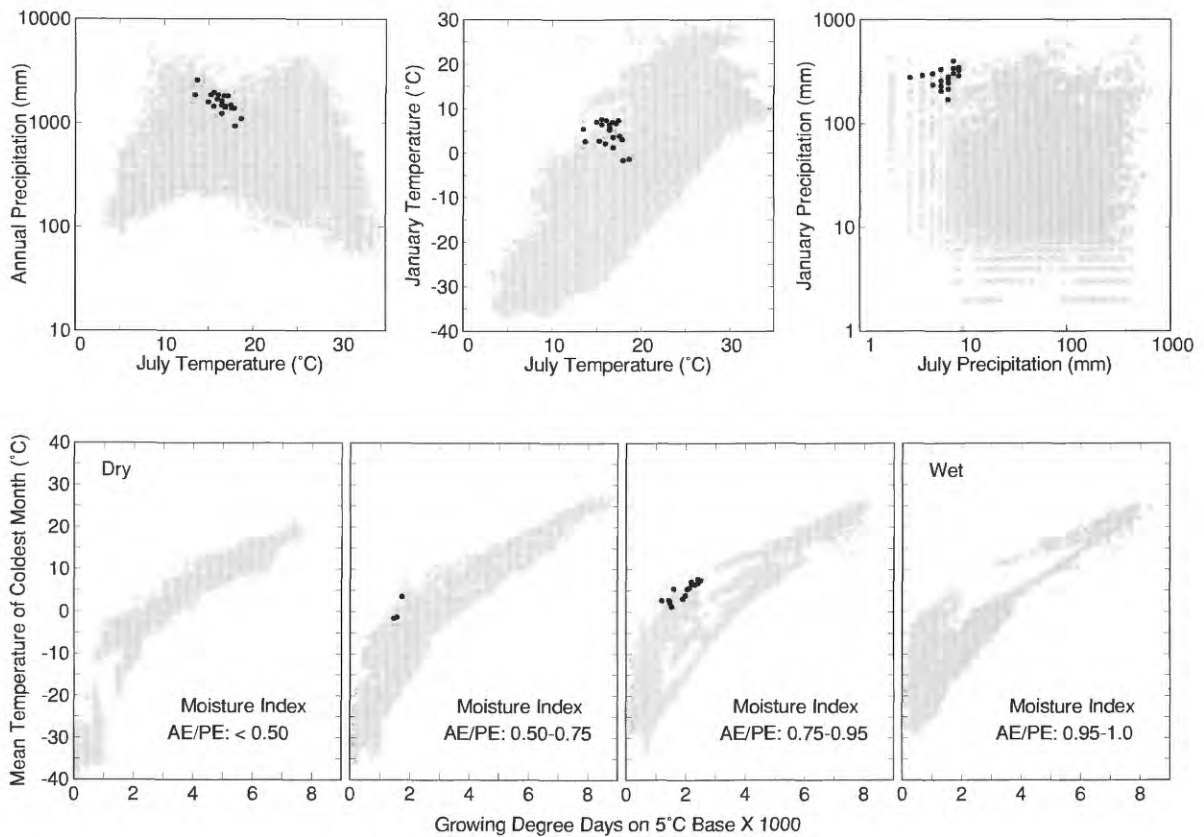 10000
1000
100
10
Annual Precipitation (mm)
0 10 20 30
July Temperature (˚C)
30
20
10
0
-10
-20
-30
-40
January Temperature (˚C)
0 10 20 30
July Temperature (˚C)
1000
100
10
1
January Precipitation (mm)
1 10 100 1000
July Precipitation (mm)
Mean Temperature of Coldest Month (˚C)
40
30
20
10
0
-10
-20
-30
-40
Dry
Moisture Index
AE/PE: < 0.50
0 2 4 6 8
Moisture Index
AE/PE: 0.50-0.75
0 2 4 6 8
Moisture Index
AE/PE: 0.75-0.95
0 2 4 6 8
Wet
Moisture Index
AE/PE: 0.95-1.0
0 2 4 6 8
Growing Degree Days on 5˚C Base X 1000